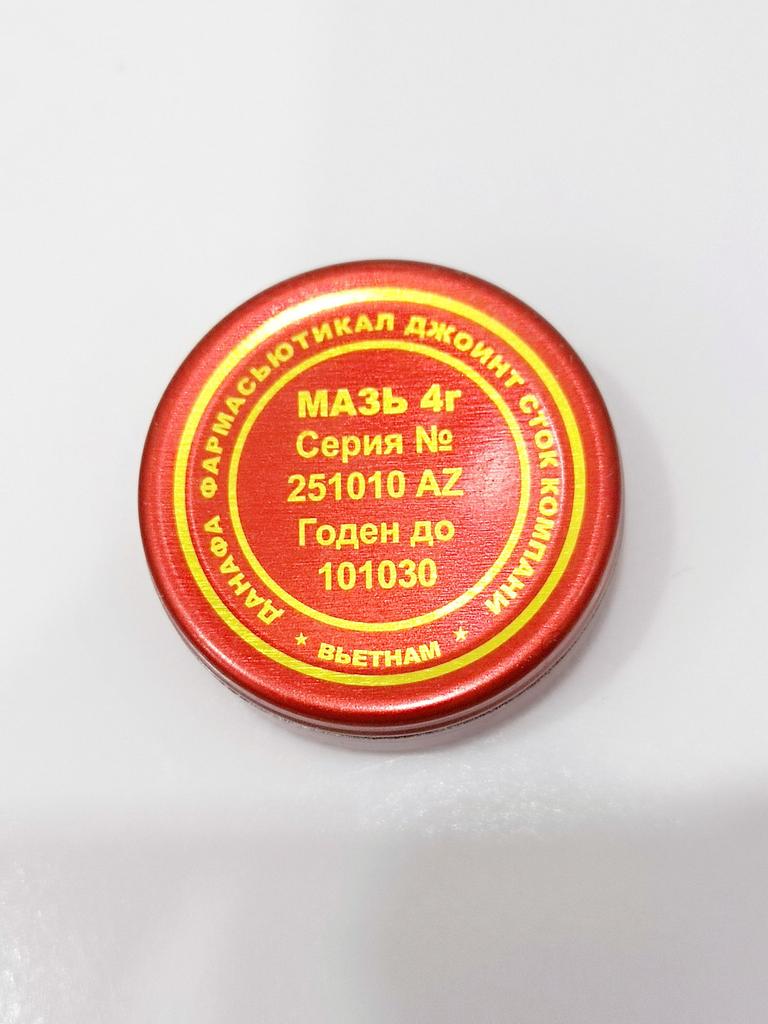 ДАНАФА ФАРМАСЬЮТИКАЛ ДЖОИНТ СТОК КОМПАНИ
МАЗЬ 4г
Серия №
251010 AZ
Годен до
101030
★ ВЬЕТНАМ ★